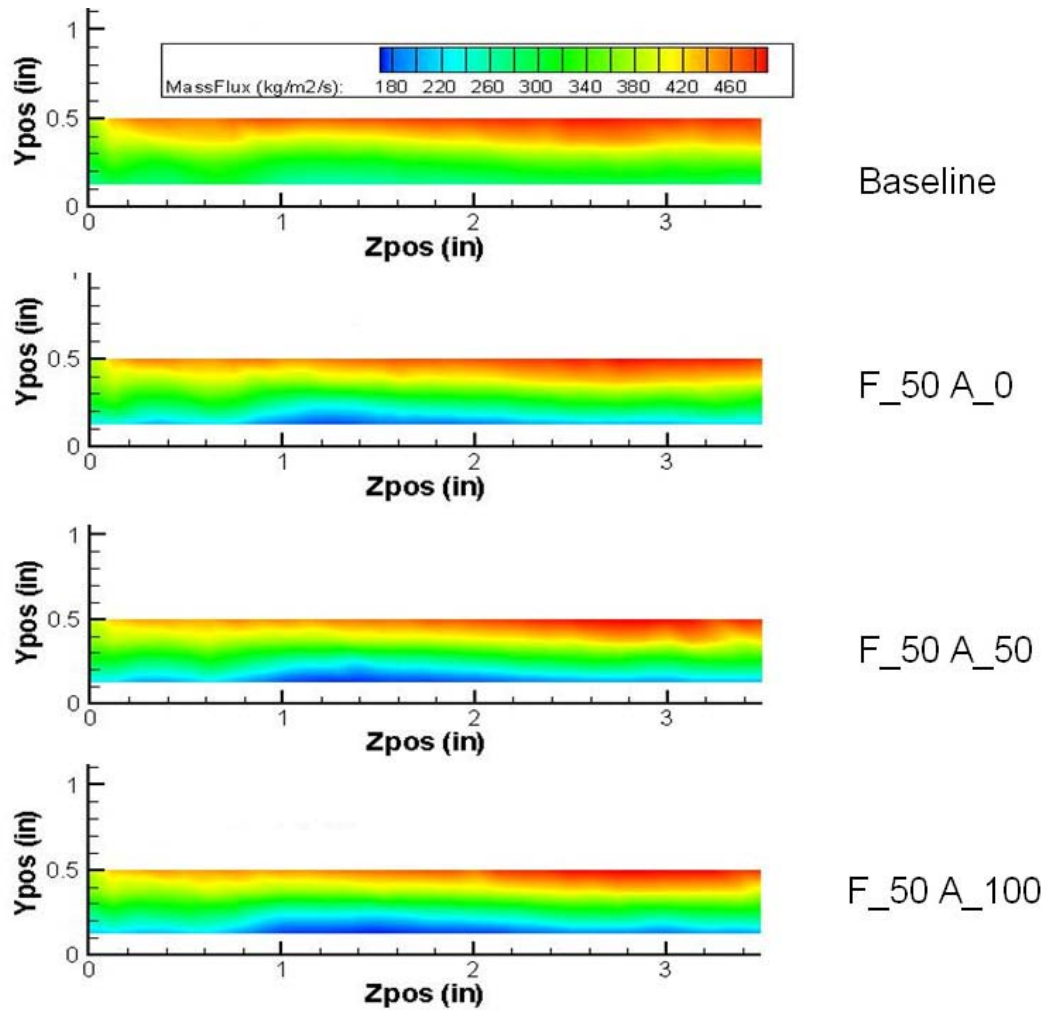 1
MassFlux (kg/m2/s): 180 220 260 300 340 380 420 460
0.5
Ypos (in)
Baseline
0
0 1 2 3
Zpos (in)
0.5
Ypos (in)
F_50 A_0
0
0 1 2 3
Zpos (in)
1
0.5
Ypos (in)
F_50 A_50
0
0 1 2 3
Zpos (in)
1
0.5
Ypos (in)
F_50 A_100
0
0 1 2 3
Zpos (in)